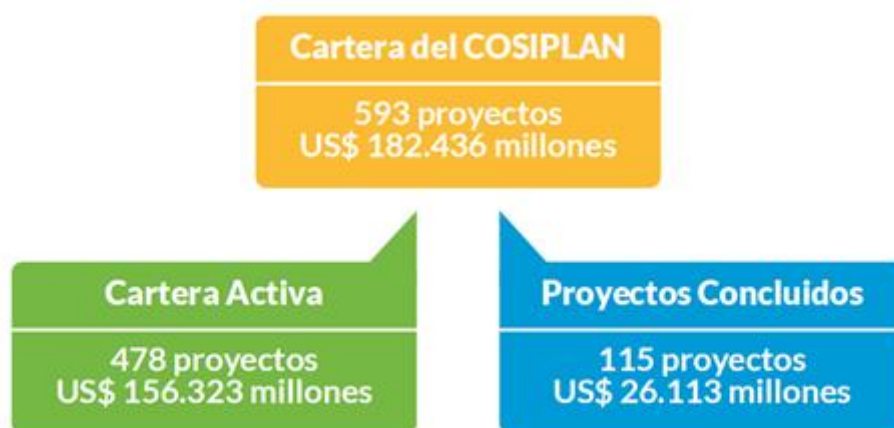 Cartera del COSIPLAN
593 proyectos
US$ 182.436 millones
Cartera Activa
478 proyectos
US$ 156.323 millones
Proyectos Concluidos
115 proyectos
US$ 26.113 millones